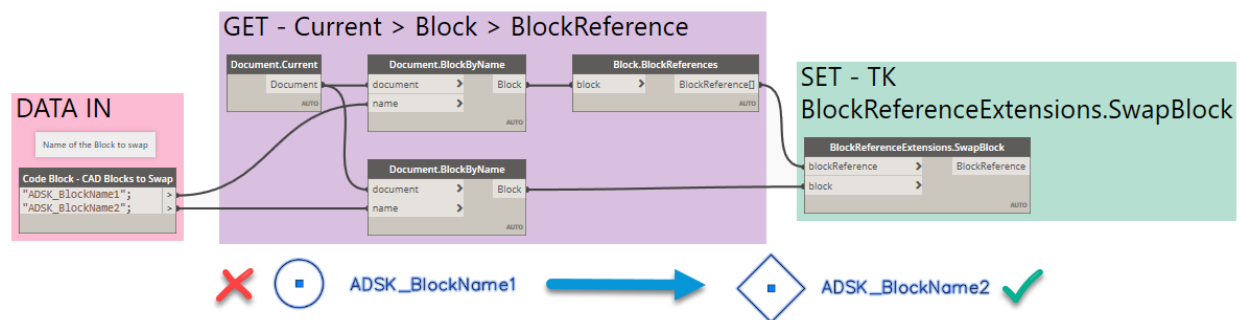 GET - Current > Block > BlockReference
Document.Current
Document
AUTO
Document.BlockByName
document > Block
name >
AUTO
Block.BlockReferences
block > BlockReference[]
AUTO
DATA IN
Name of the Block to swap
Code Block - CAD Blocks to Swap
"ADSK_BlockName1"; >
"ADSK_BlockName2"; >
Document.BlockByName
document > Block
name >
AUTO
SET - TK
BlockReferenceExtensions.SwapBlock
BlockReferenceExtensions.SwapBlock
blockReference > BlockReference
block >
AUTO
ADSK_BlockName1
ADSK_BlockName2